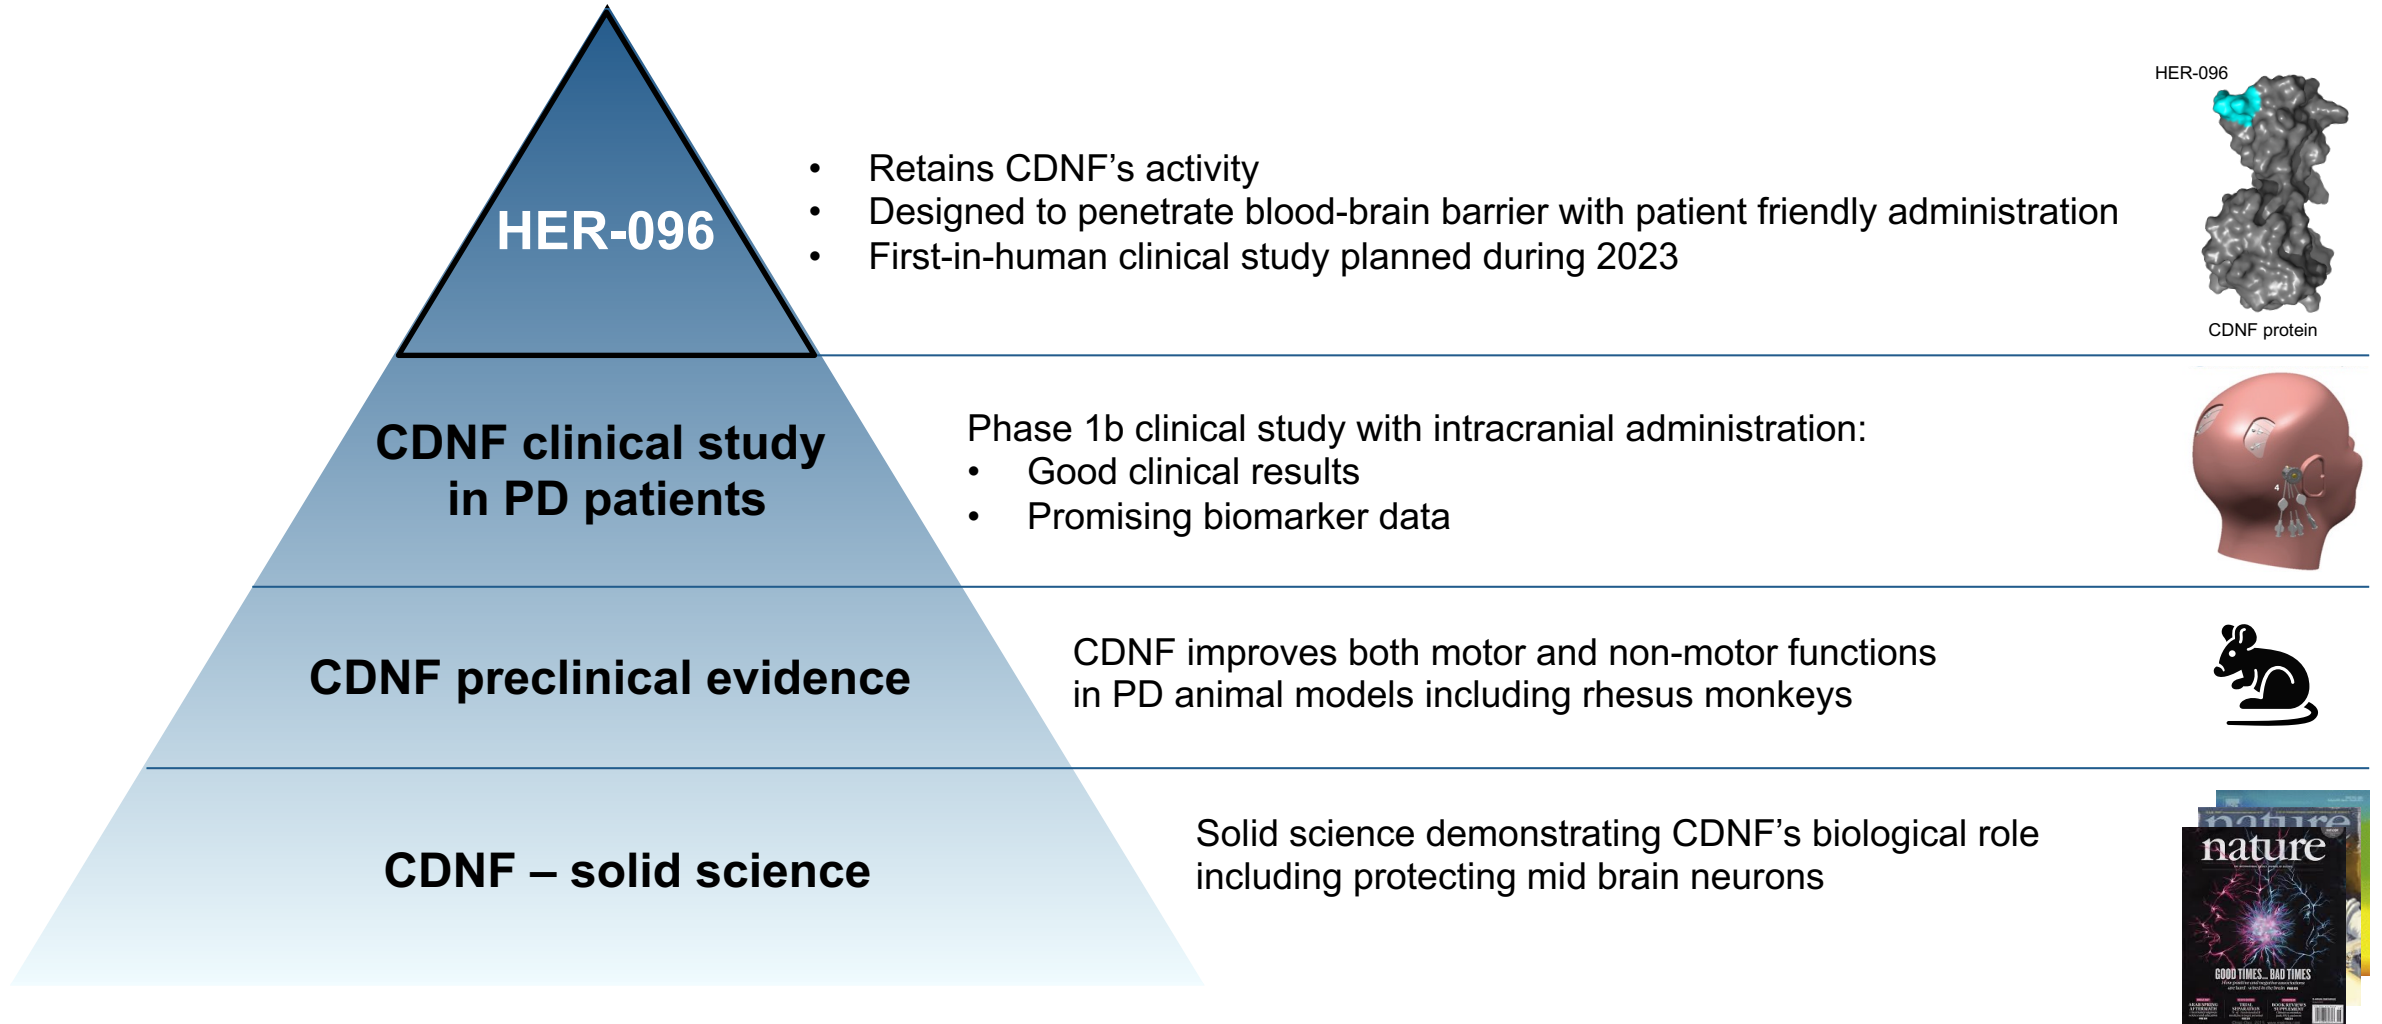 HER-096
HER-096
• Retains CDNF’s activity
• Designed to penetrate blood-brain barrier with patient friendly administration
• First-in-human clinical study planned during 2023
CDNF protein
CDNF clinical study
in PD patients
Phase 1b clinical study with intracranial administration:
• Good clinical results
• Promising biomarker data
4
CDNF preclinical evidence
CDNF improves both motor and non-motor functions
in PD animal models including rhesus monkeys
CDNF – solid science
Solid science demonstrating CDNF’s biological role
including protecting mid brain neurons
nature
nature
GOOD TIMES... BAD TIMES